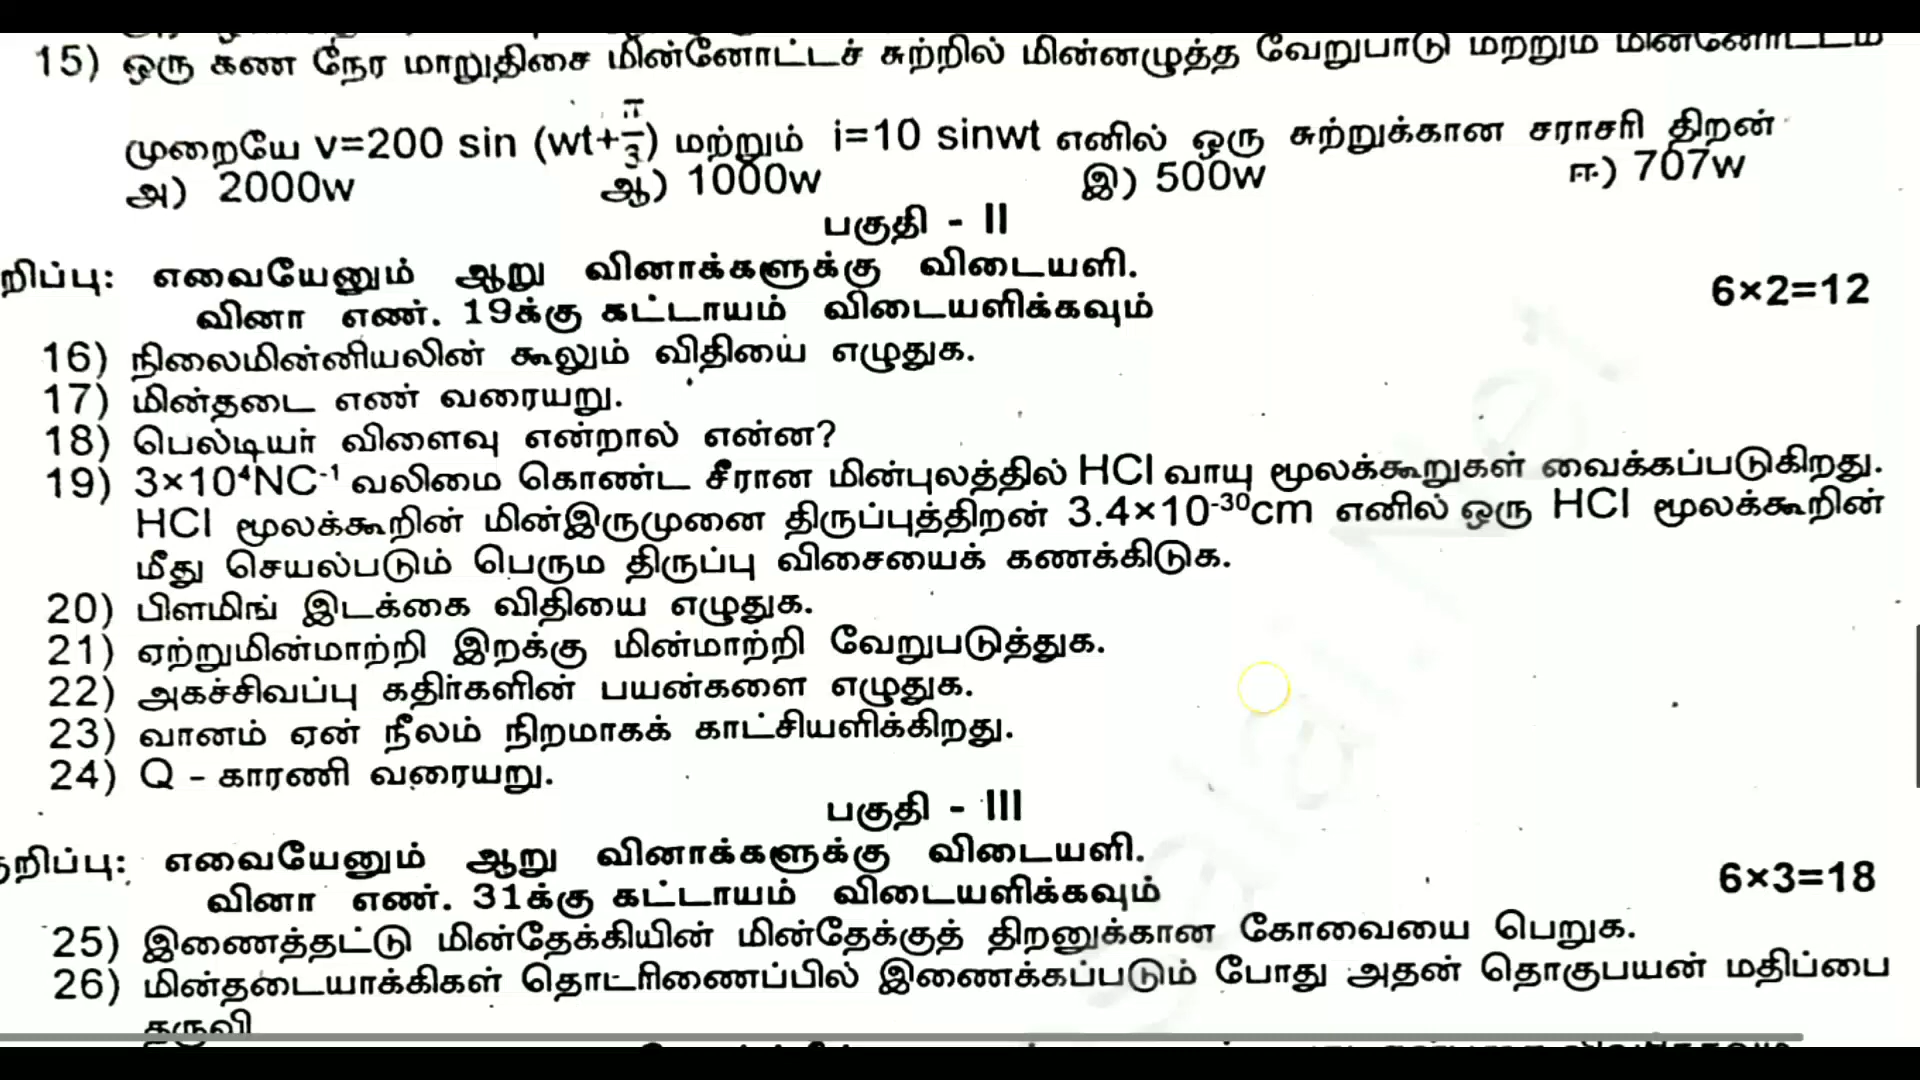 15) ஒரு கண நேர மாறுதிசை மின்னோட்டச் சுற்றில் மின்னழுத்த வேறுபாடு மற்றும் மின்னோட்டம்
முறையே v=200 sin (wt+π/3) மற்றும் i=10 sinwt எனில் ஒரு சுற்றுக்கான சராசரி திறன்
அ) 2000w ஆ) 1000w இ) 500w ஈ) 707w
பகுதி - II
றிப்பு: எவையேனும் ஆறு வினாக்களுக்கு விடையளி.
6×2=12
வினா எண். 19க்கு கட்டாயம் விடையளிக்கவும்
16) நிலைமின்னியலின் கூலும் விதியை எழுதுக.
17) மின்தடை எண் வரையறு.
18) பெல்டியர் விளைவு என்றால் என்ன?
19) 3×10⁴NC⁻¹ வலிமை கொண்ட சீரான மின்புலத்தில் HCl வாயு மூலக்கூறுகள் வைக்கப்படுகிறது.
HCl மூலக்கூறின் மின்இருமுனை திருப்புத்திறன் 3.4×10⁻³⁰cm எனில் ஒரு HCl மூலக்கூறின்
மீது செயல்படும் பெரும திருப்பு விசையைக் கணக்கிடுக.
20) பிளமிங் இடக்கை விதியை எழுதுக.
21) ஏற்றுமின்மாற்றி இறக்கு மின்மாற்றி வேறுபடுத்துக.
22) அகச்சிவப்பு கதிர்களின் பயன்களை எழுதுக.
23) வானம் ஏன் நீலம் நிறமாகக் காட்சியளிக்கிறது.
24) Q - காரணி வரையறு.
பகுதி - III
குறிப்பு: எவையேனும் ஆறு வினாக்களுக்கு விடையளி.
6×3=18
வினா எண். 31க்கு கட்டாயம் விடையளிக்கவும்
25) இணைத்தட்டு மின்தேக்கியின் மின்தேக்குத் திறனுக்கான கோவையை பெறுக.
26) மின்தடையாக்கிகள் தொடரிணைப்பில் இணைக்கப்படும் போது அதன் தொகுபயன் மதிப்பை
தருவி